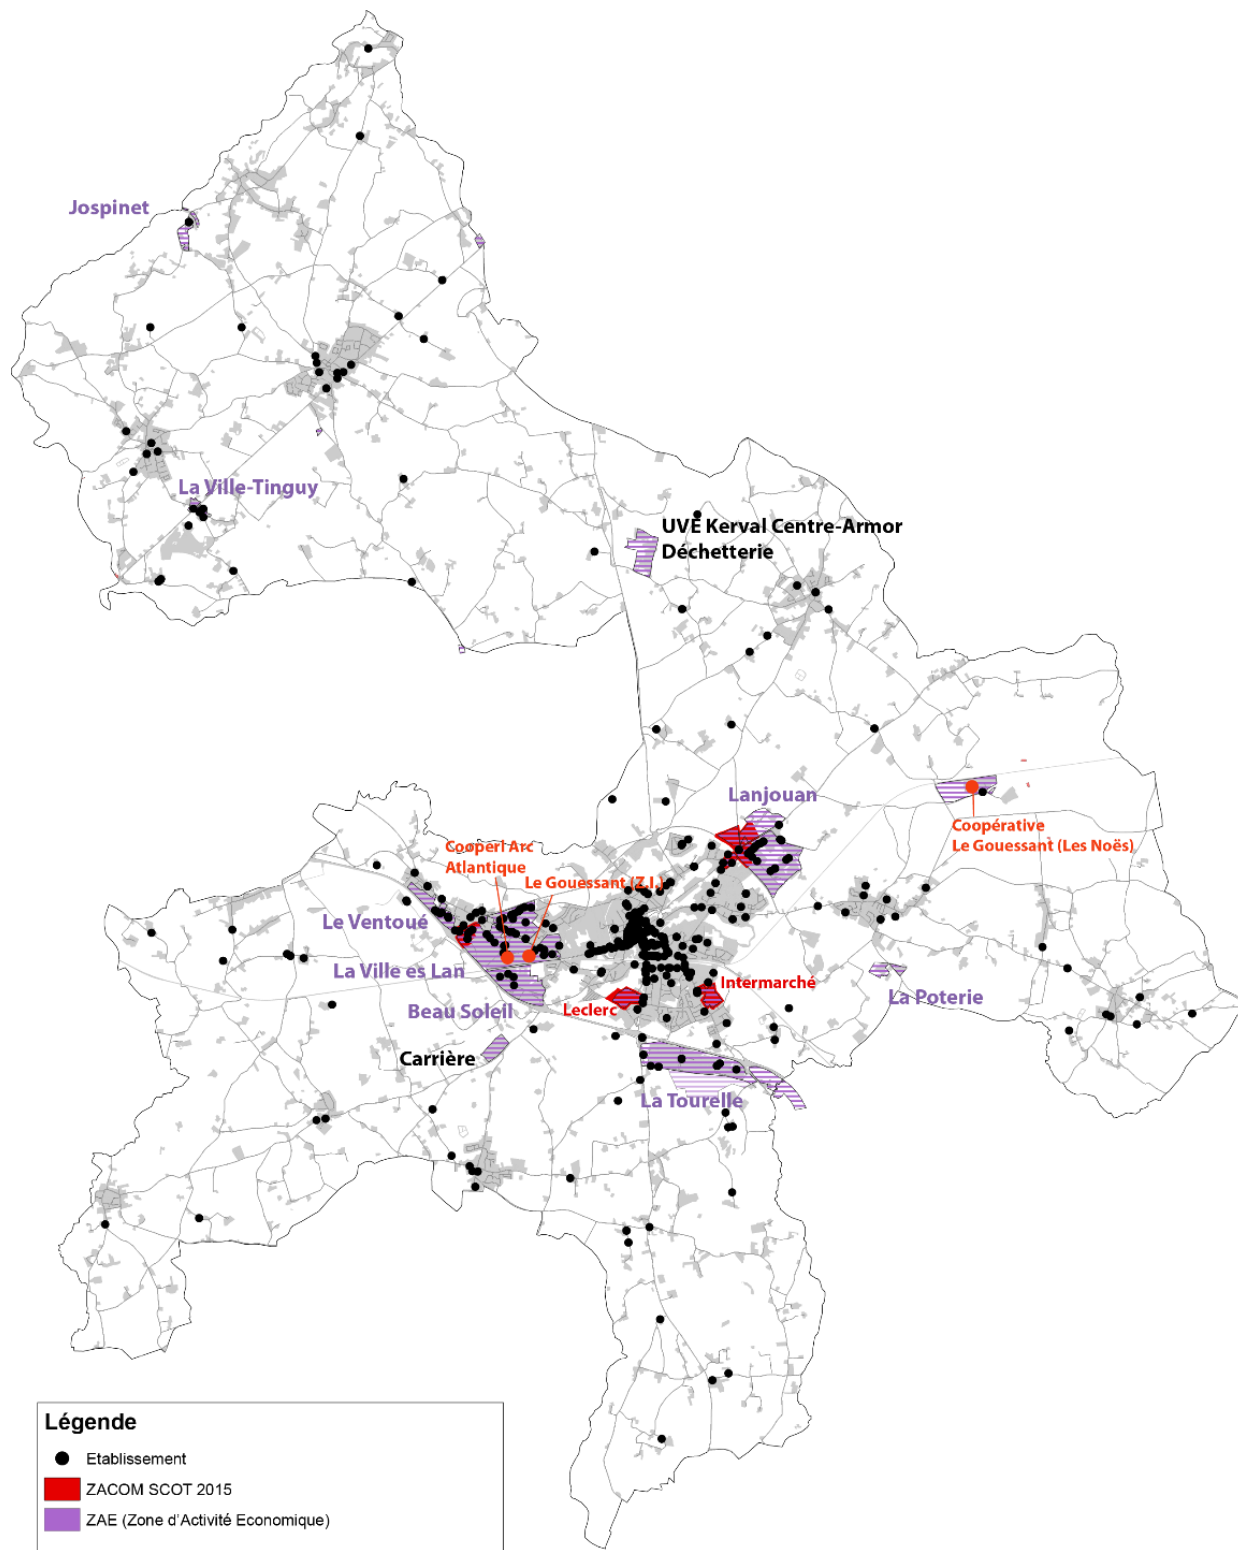 Jospinet
La Ville-Tinguy
UVE Kerval Centre-Armor
Déchetterie
Lanjouan
Coopérative
Le Gouessant (Les Noës)
Cooperl Arc
Atlantique
Le Gouessant (Z.I.)
Le Ventoué
La Ville es Lan
Beau Soleil
Leclerc
Intermarché
La Poterie
Carrière
La Tourelle
Légende
Etablissement
ZACOM SCOT 2015
ZAE (Zone d'Activité Economique)